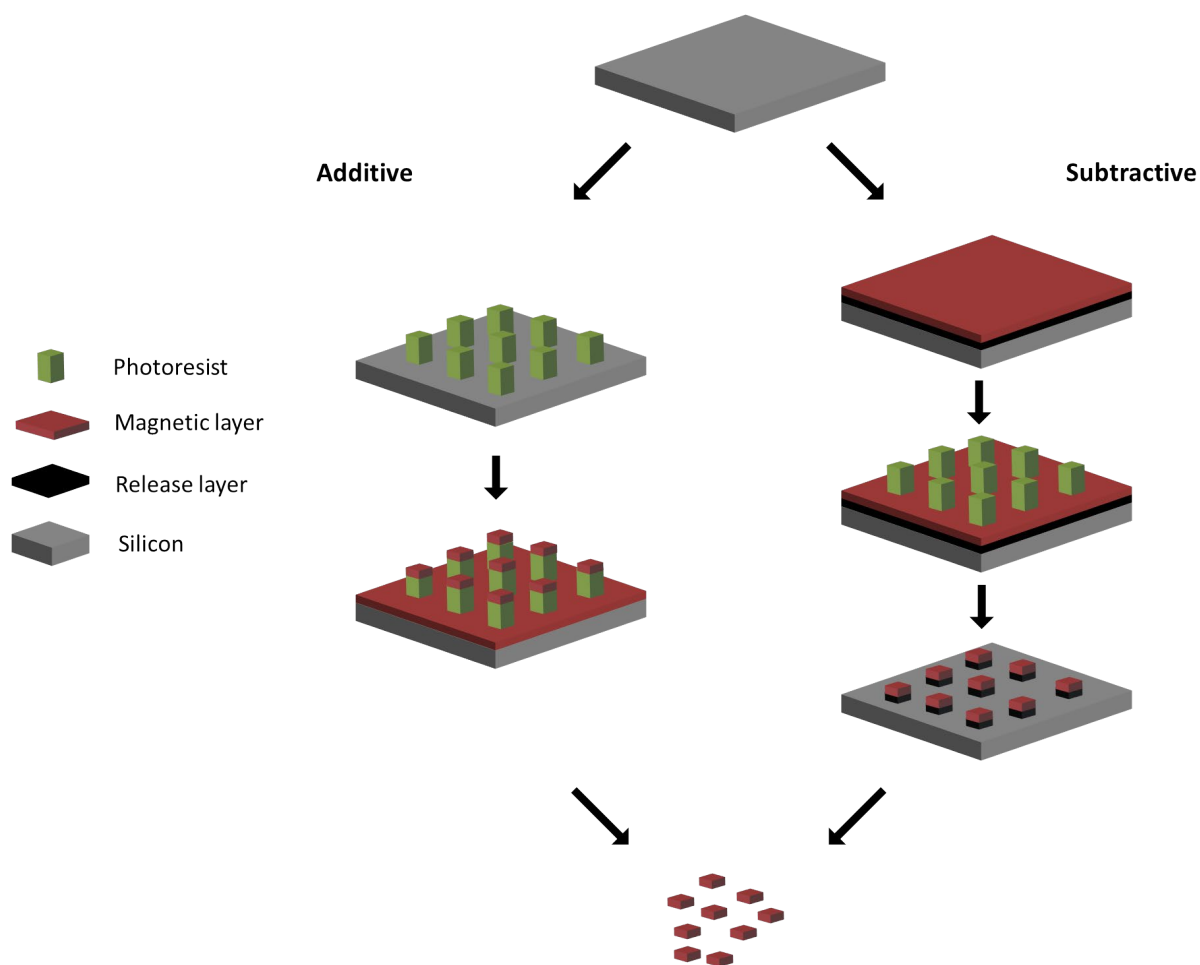 Additive
Subtractive
Photoresist
Magnetic layer
Release layer
Silicon